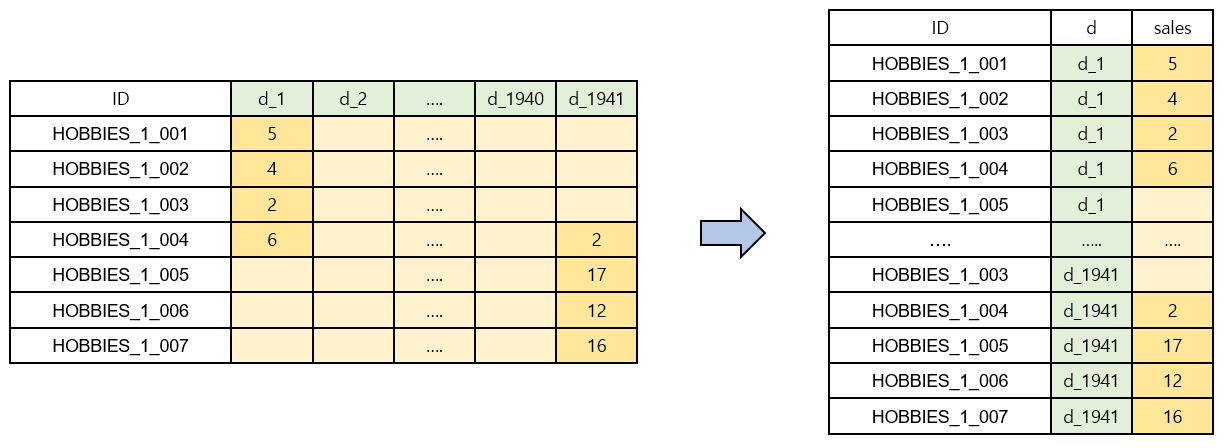 ID d_1 d_2 .... d_1940 d_1941
HOBBIES_1_001 5 ....
HOBBIES_1_002 4 ....
HOBBIES_1_003 2 ....
HOBBIES_1_004 6 .... 2
HOBBIES_1_005 .... 17
HOBBIES_1_006 .... 12
HOBBIES_1_007 .... 16
ID d sales
HOBBIES_1_001 d_1 5
HOBBIES_1_002 d_1 4
HOBBIES_1_003 d_1 2
HOBBIES_1_004 d_1 6
HOBBIES_1_005 d_1
.... ..... ....
HOBBIES_1_003 d_1941
HOBBIES_1_004 d_1941 2
HOBBIES_1_005 d_1941 17
HOBBIES_1_006 d_1941 12
HOBBIES_1_007 d_1941 16